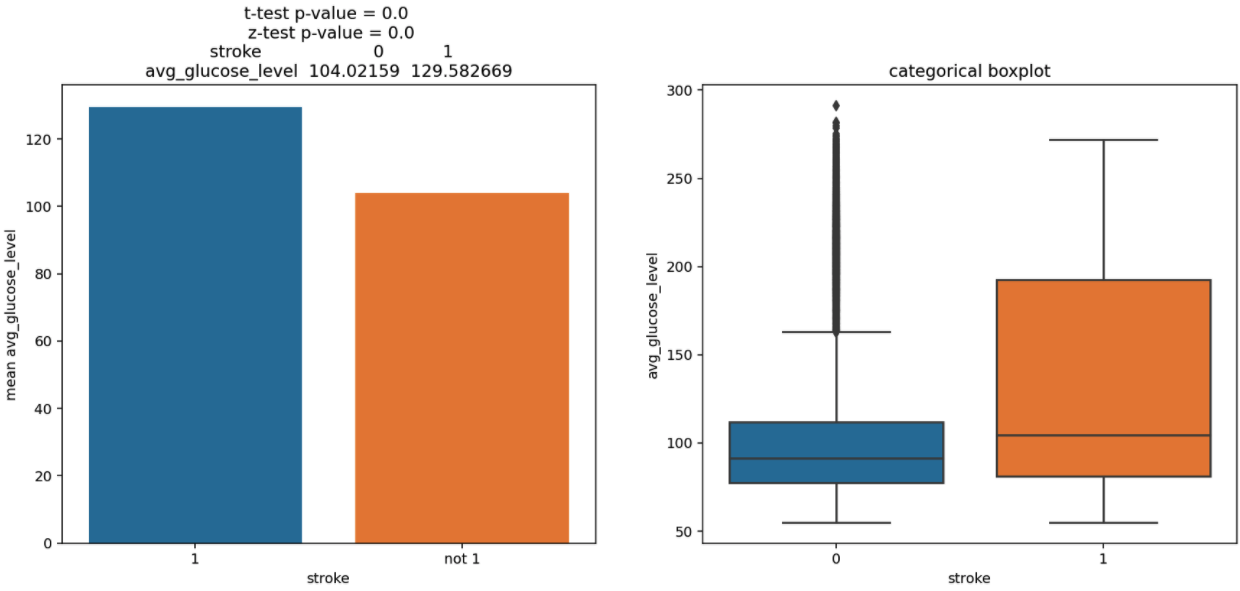 t-test p-value = 0.0
z-test p-value = 0.0
stroke 0 1
avg_glucose_level 104.02159 129.582669
mean avg_glucose_level
120
100
80
60
40
20
0
1 not 1
stroke
categorical boxplot
avg_glucose_level
300
250
200
150
100
50
0 1
stroke